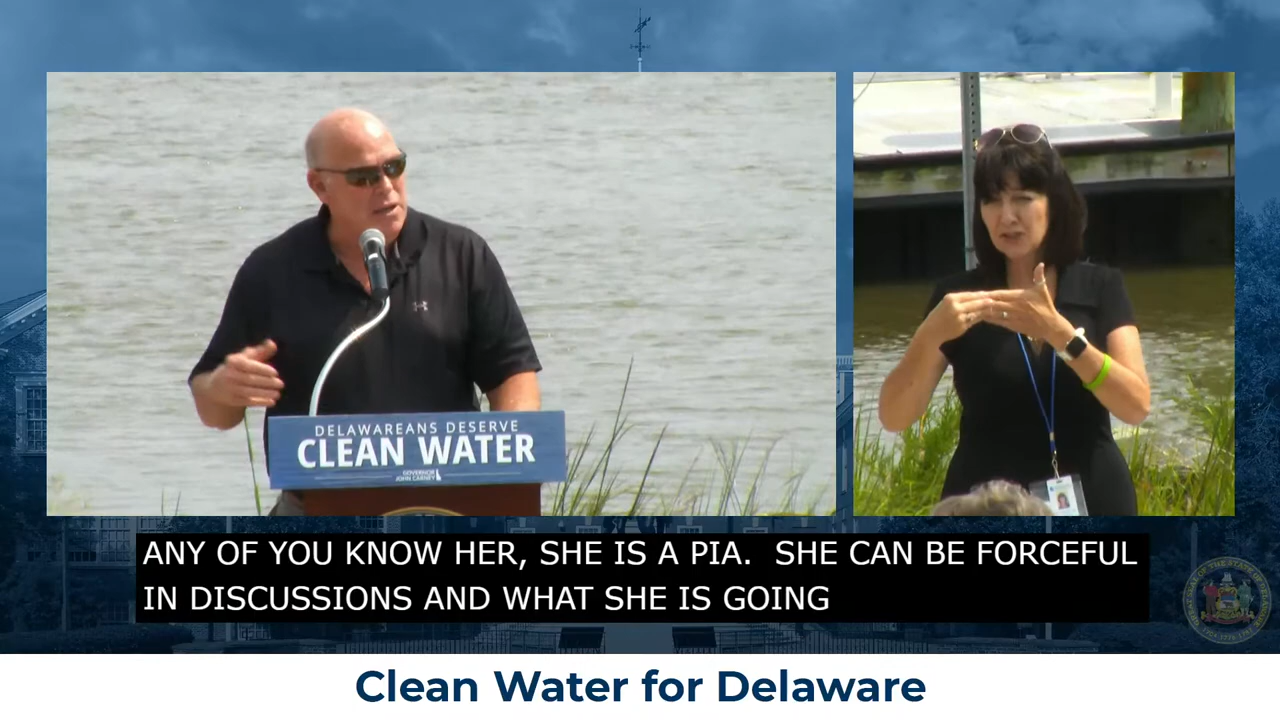 DELAWAREANS DESERVE
CLEAN WATER
GOVERNOR
JOHN CARNEY
ANY OF YOU KNOW HER, SHE IS A PIA.  SHE CAN BE FORCEFUL
IN DISCUSSIONS AND WHAT SHE IS GOING
Clean Water for Delaware